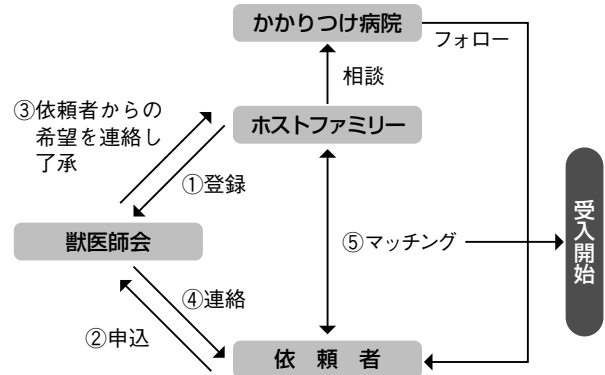 かかりつけ病院
フォロー
相談
③依頼者からの
希望を連絡し
了承
ホストファミリー
①登録
獣医師会
⑤マッチング
受入開始
④連絡
②申込
依 頼 者